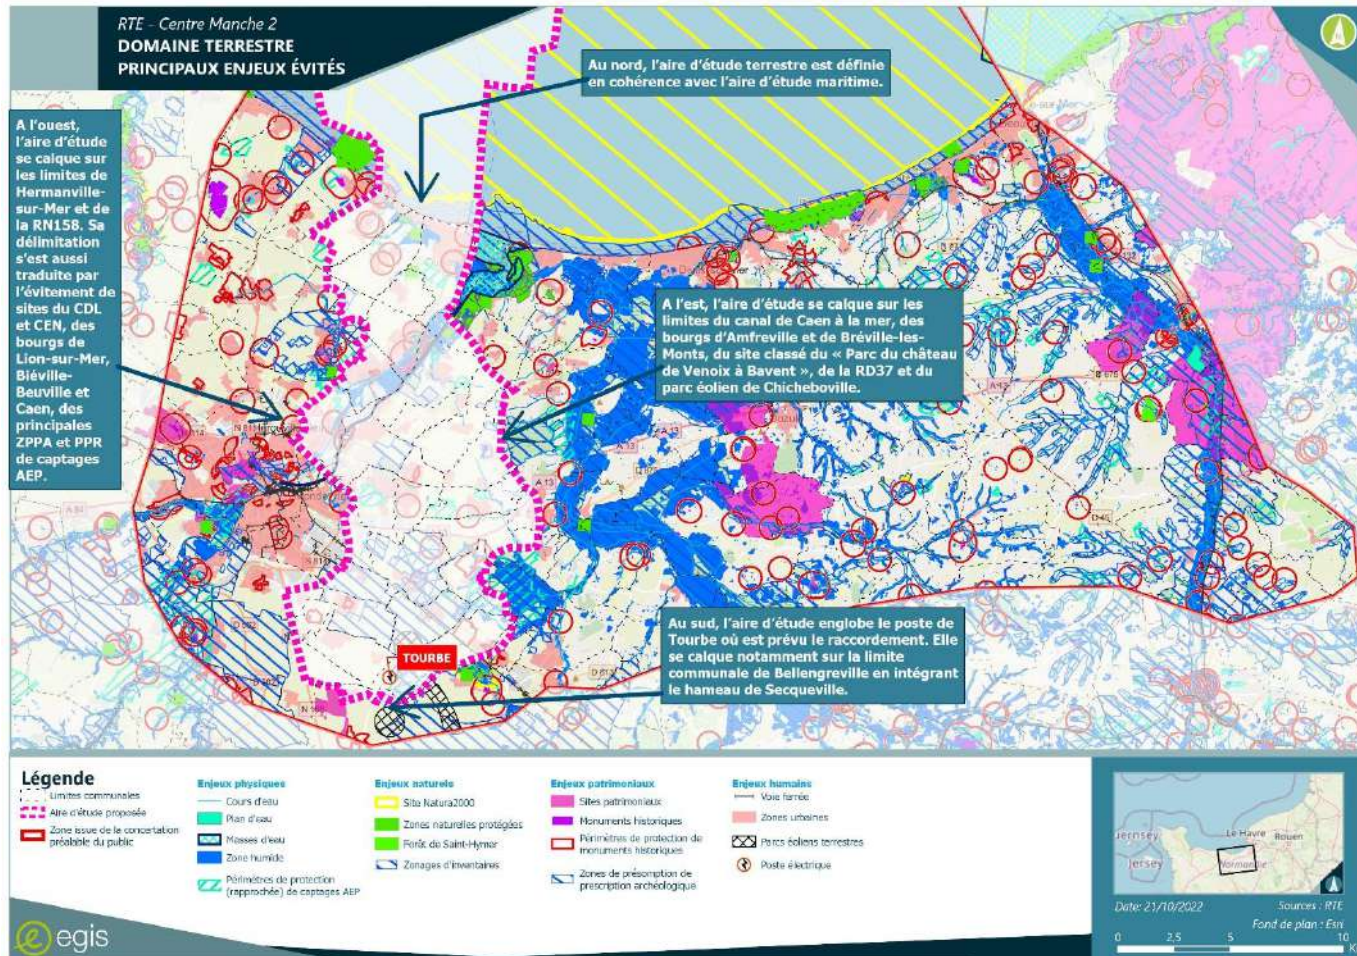 RTE - Centre Manche 2
DOMAINE TERRESTRE
PRINCIPAUX ENJEUX ÉVITÉS
Au nord, l'aire d'étude terrestre est définie
en cohérence avec l'aire d'étude maritime.
A l'ouest,
l'aire d'étude
se calque sur
les limites de
Hermanville-
sur-Mer et de
la RN158. Sa
délimitation
s'est aussi
traduite par
l'évitement de
sites du CDL
et CEN, des
bourgs de
Lion-sur-Mer,
Biéville-
Beuville et
Caen, des
principales
ZPPA et PPR
de captages
AEP.
A l'est, l'aire d'étude se calque sur les
limites du canal de Caen à la mer, des
bourgs d'Amfreville et de Bréville-les-
Monts, du site classé du « Parc du château
de Venoix à Bavent », de la RD37 et du
parc éolien de Chicheboville.
Au sud, l'aire d'étude englobe le poste de
Tourbe où est prévu le raccordement. Elle
se calque notamment sur la limite
communale de Bellengreville en intégrant
le hameau de Secqueville.
TOURBE
A 13
A 13
D 45
Légende
Limites communales
Aire d'étude proposée
Zone issue de la concertation
préalable du public
Enjeux physiques
Cours d'eau
Plan d'eau
Masses d'eau
Zone humide
Périmètres de protection
(rapprochée) de captages AEP
Enjeux naturels
Site Natura2000
Zones naturelles protégées
Forêt de Saint-Hymer
Zonages d'inventaires
Enjeux patrimoniaux
Sites patrimoniaux
Monuments historiques
Périmètres de protection de
monuments historiques
Zones de présomption de
prescription archéologique
Enjeux humains
Voie ferrée
Zones urbaines
Parcs éoliens terrestres
Poste électrique
uernsey
Jersey
Le Havre
Rouen
Normandie
Date: 21/10/2022
Sources : RTE
Fond de plan : Esri
0 2,5 5 10
K
egis